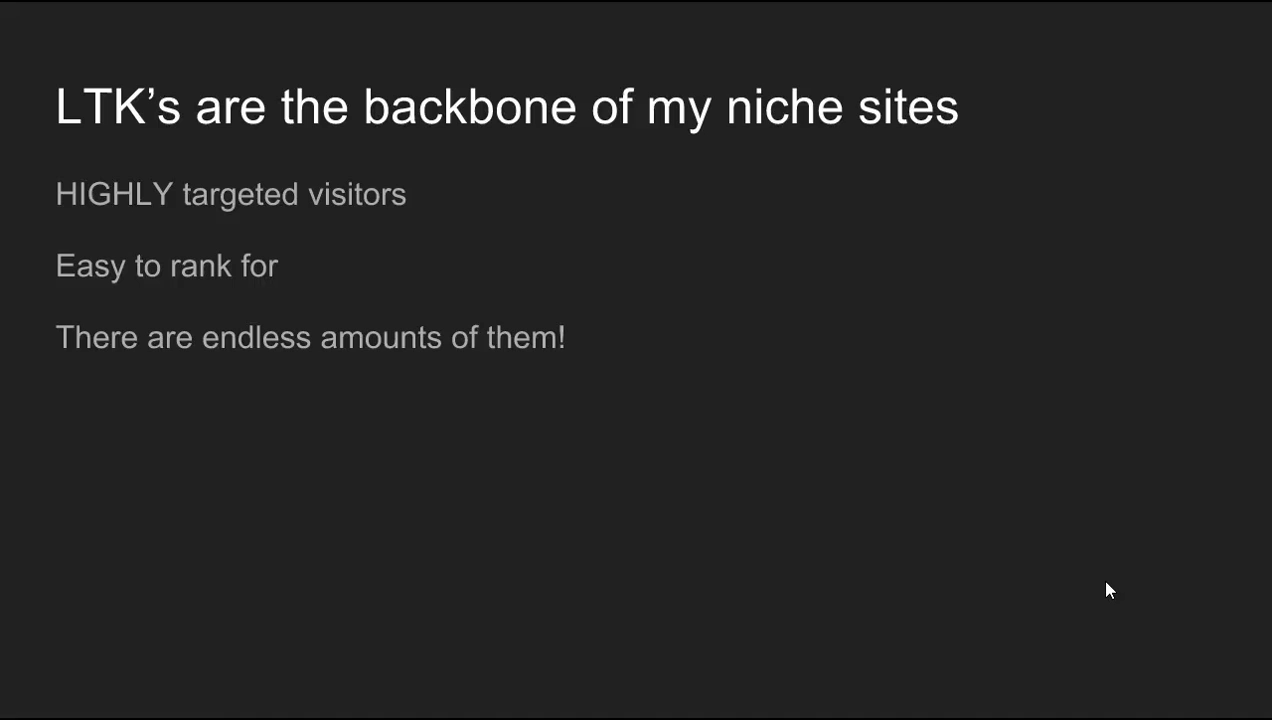 LTK’s are the backbone of my niche sites
HIGHLY targeted visitors
Easy to rank for
There are endless amounts of them!